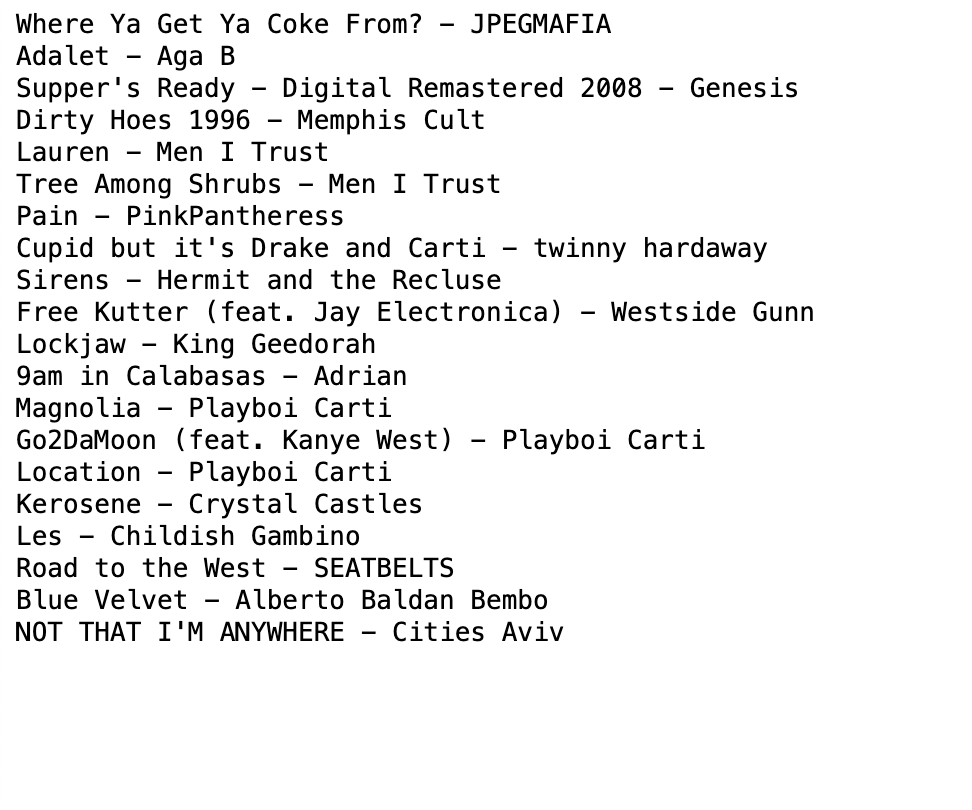 Where Ya Get Ya Coke From? – JPEGMAFIA
Adalet – Aga B
Supper's Ready – Digital Remastered 2008 – Genesis
Dirty Hoes 1996 – Memphis Cult
Lauren – Men I Trust
Tree Among Shrubs – Men I Trust
Pain – PinkPantheress
Cupid but it's Drake and Carti – twinny hardaway
Sirens – Hermit and the Recluse
Free Kutter (feat. Jay Electronica) – Westside Gunn
Lockjaw – King Geedorah
9am in Calabasas – Adrian
Magnolia – Playboi Carti
Go2DaMoon (feat. Kanye West) – Playboi Carti
Location – Playboi Carti
Kerosene – Crystal Castles
Les – Childish Gambino
Road to the West – SEATBELTS
Blue Velvet – Alberto Baldan Bembo
NOT THAT I'M ANYWHERE – Cities Aviv